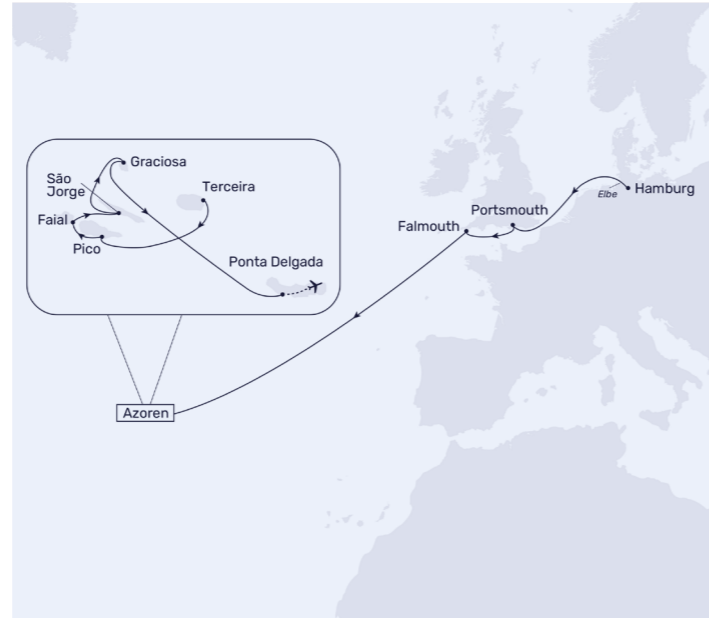 Graciosa
São
Jorge
Terceira
Faial
Pico
Ponta Delgada
Azoren
Falmouth
Portsmouth
Elbe
Hamburg